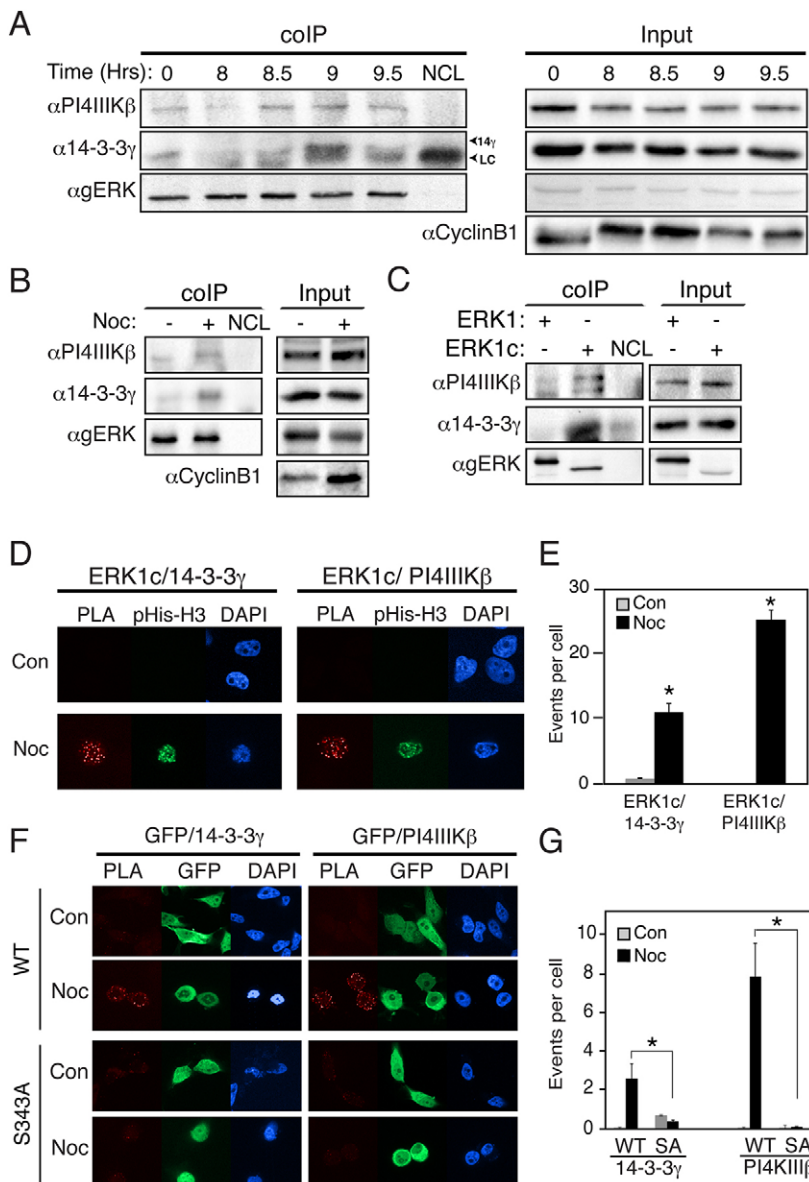 A
coIP
Input
Time (Hrs): 0 8 8.5 9 9.5 NCL
0 8 8.5 9 9.5
αPI4IIIKβ
α14-3-3γ
14γ
LC
αgERK
αCyclinB1
B
coIP
Input
Noc: - + NCL - +
αPI4IIIKβ
α14-3-3γ
αgERK
αCyclinB1
C
coIP
Input
ERK1: + - + -
ERK1c: - + NCL - +
αPI4IIIKβ
α14-3-3γ
αgERK
D
ERK1c/14-3-3γ
ERK1c/ PI4IIIKβ
PLA pHis-H3 DAPI
PLA pHis-H3 DAPI
Con
Noc
E
Events per cell
30
20
10
0
Con
Noc
*
*
ERK1c/
14-3-3γ
ERK1c/
PI4IIIKβ
F
GFP/14-3-3γ
GFP/PI4IIIKβ
PLA GFP DAPI
PLA GFP DAPI
WT
Con
Noc
S343A
Con
Noc
G
Events per cell
10
8
6
4
2
0
Con
Noc
*
*
WT SA
WT SA
14-3-3γ
PI4KIIIβ